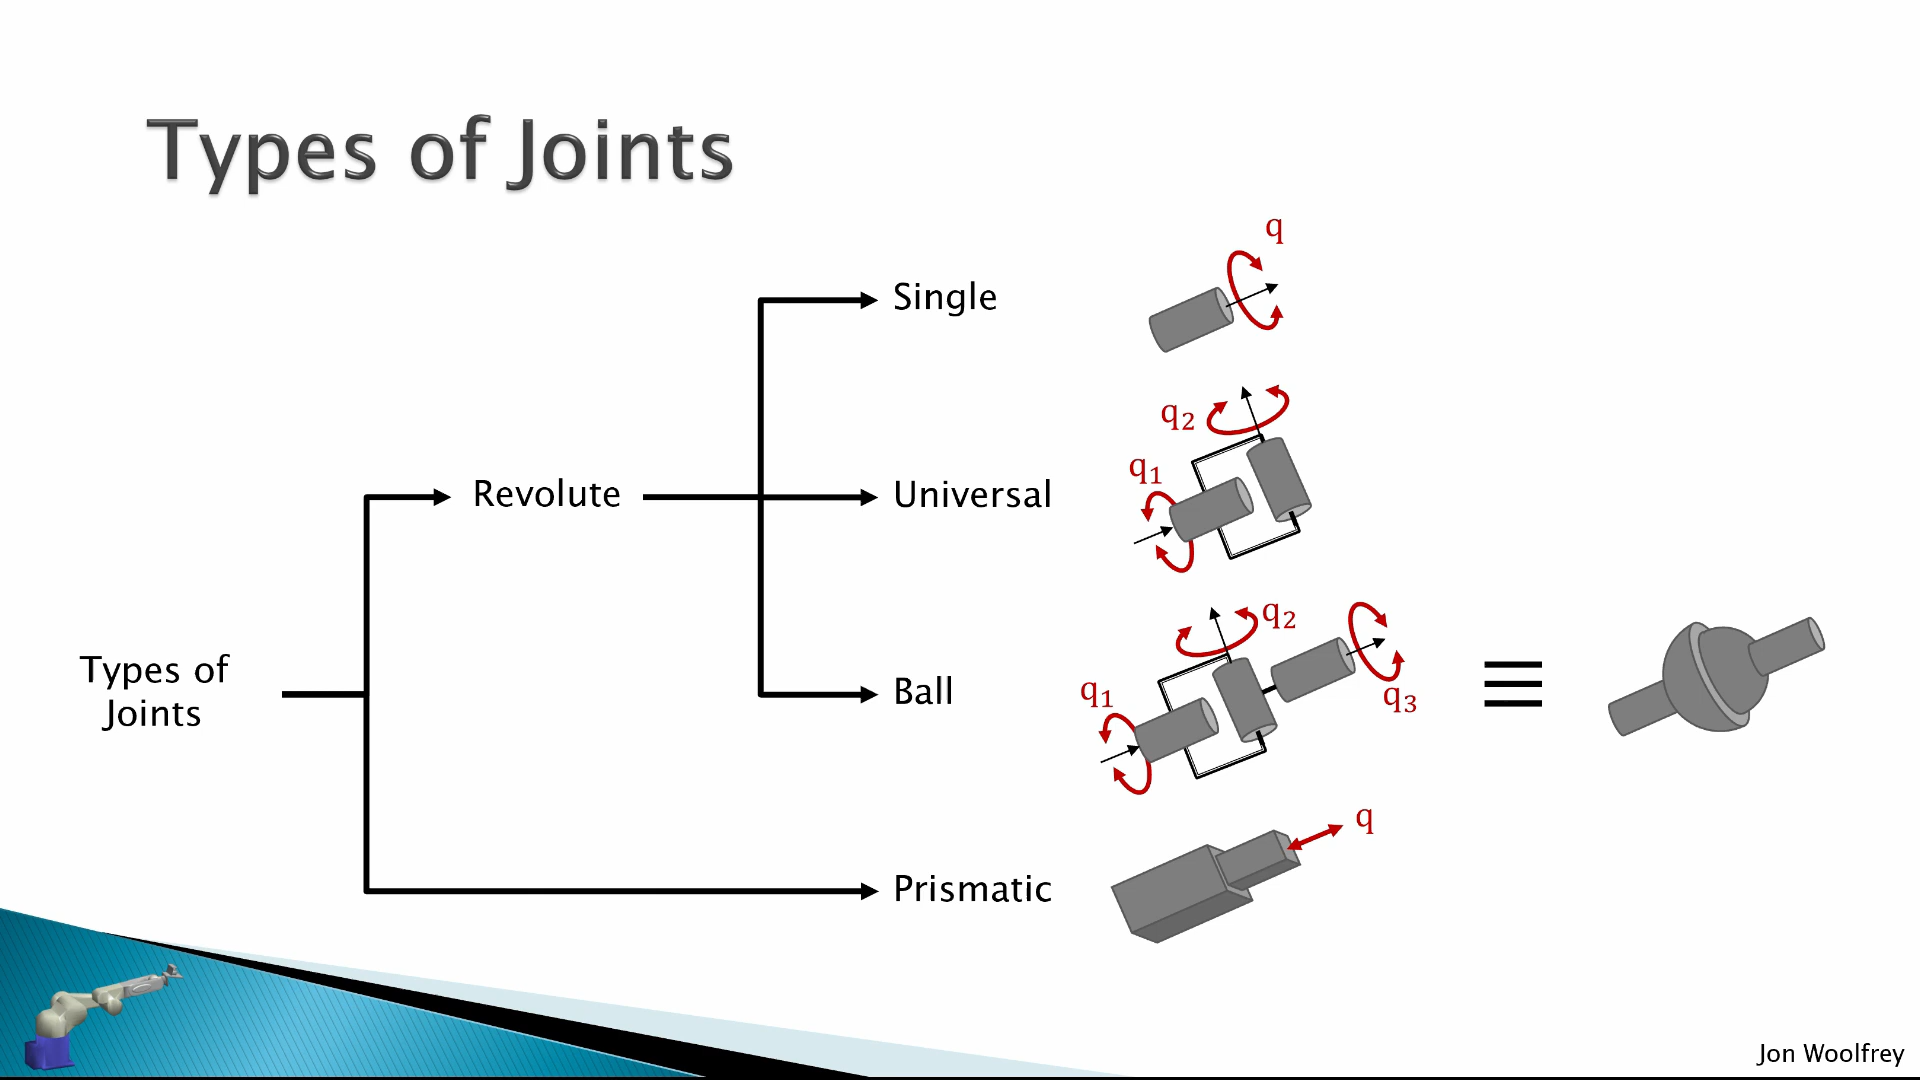 Types of Joints
q
Single
q₂
q₁
Revolute
Universal
q₂
Types of
Joints
Ball
q₁
q₃
≡
q
Prismatic
Jon Woolfrey